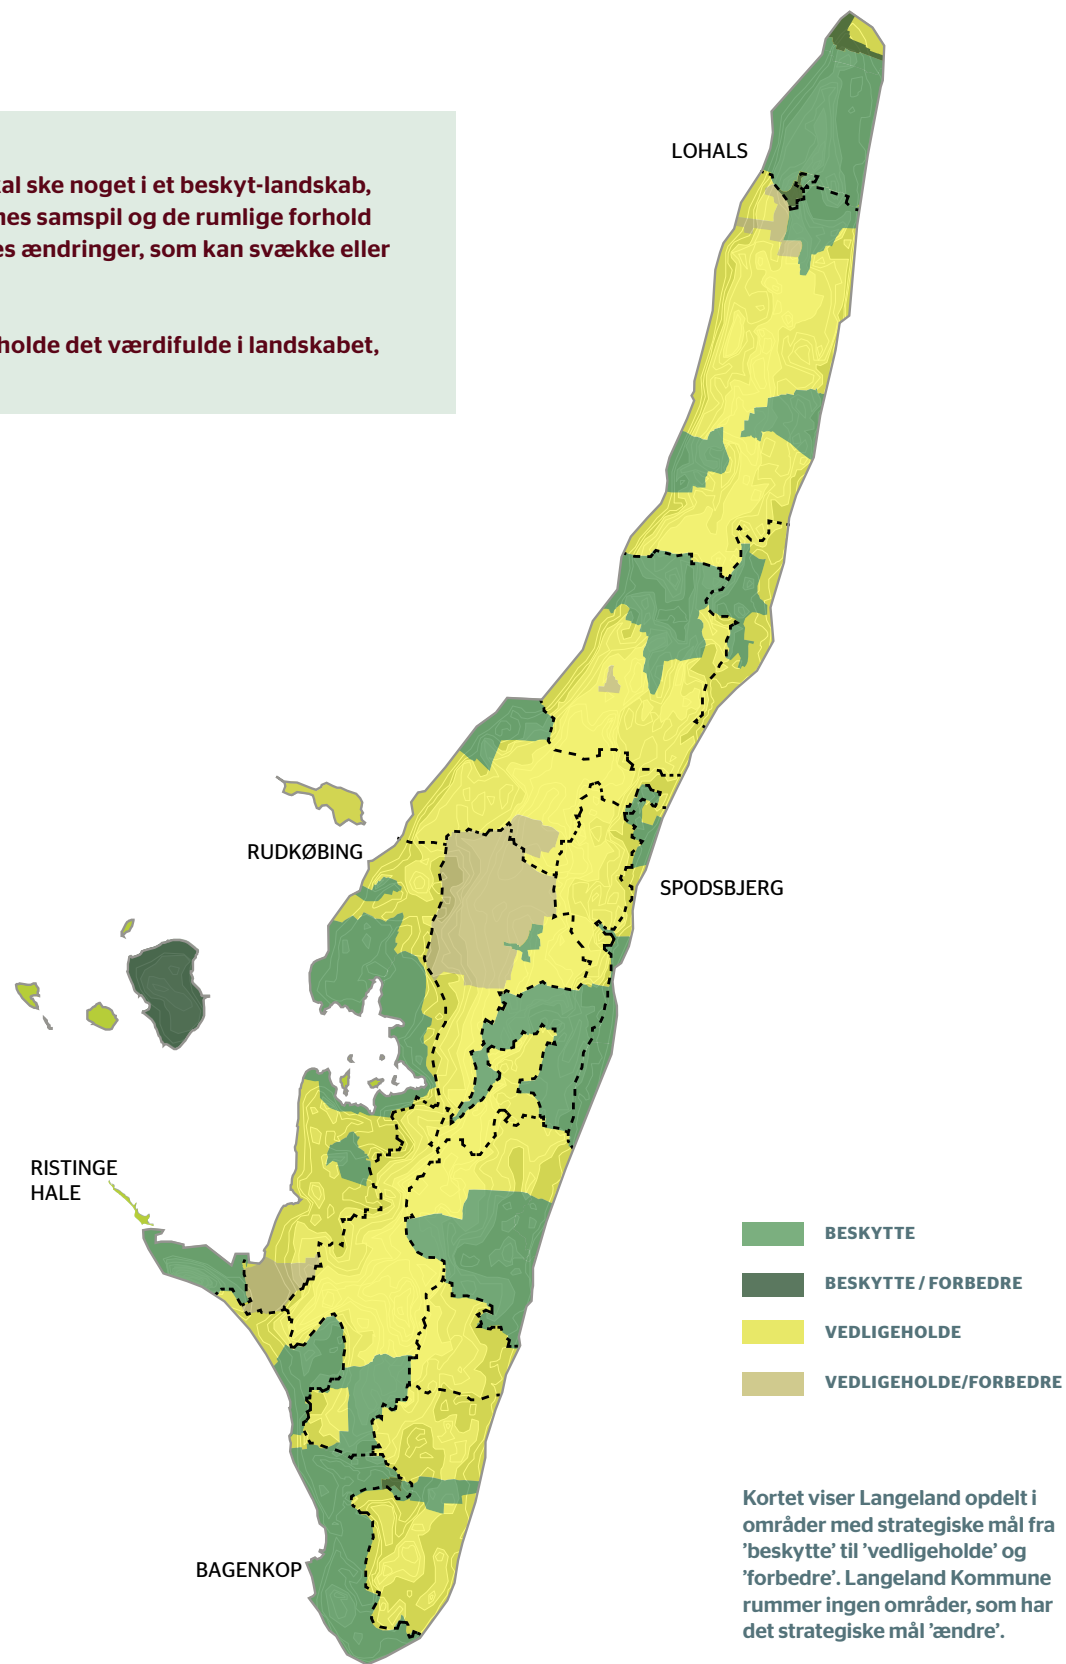 kal ske noget i et beskyt-landskab,
nes samspil og de rumlige forhold
es ændringer, som kan svække eller
holde det værdifulde i landskabet,
LOHALS
RUDKØBING
SPODSBJERG
RISTINGE
HALE
BAGENKOP
BESKYTTE
BESKYTTE / FORBEDRE
VEDLIGEHOLDE
VEDLIGEHOLDE/FORBEDRE
Kortet viser Langeland opdelt i
områder med strategiske mål fra
’beskytte’ til ’vedligeholde’ og
’forbedre’. Langeland Kommune
rummer ingen områder, som har
det strategiske mål ’ændre’.